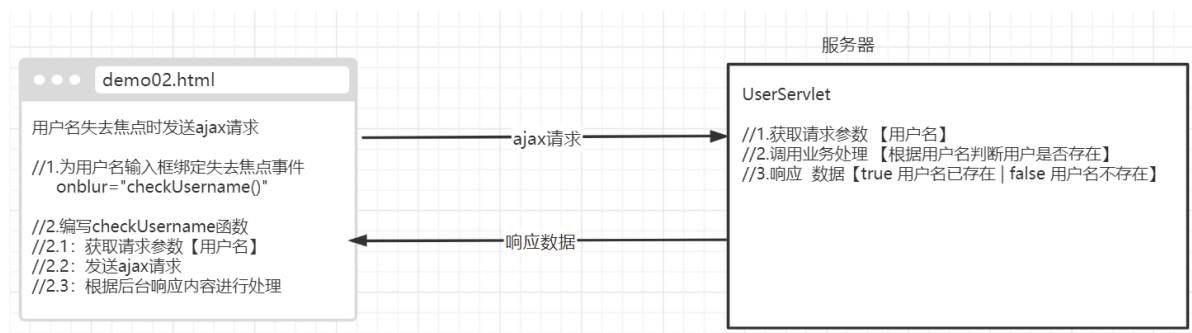 demo02.html
用户名失去焦点时发送ajax请求
//1.为用户名输入框绑定失去焦点事件
onblur="checkUsername()"
//2.编写checkUsername函数
//2.1：获取请求参数【用户名】
//2.2：发送ajax请求
//2.3：根据后台响应内容进行处理
ajax请求
响应数据
服务器
UserServlet
//1.获取请求参数 【用户名】
//2.调用业务处理 【根据用户名判断用户是否存在】
//3.响应 数据【true 用户名已存在 | false 用户名不存在】